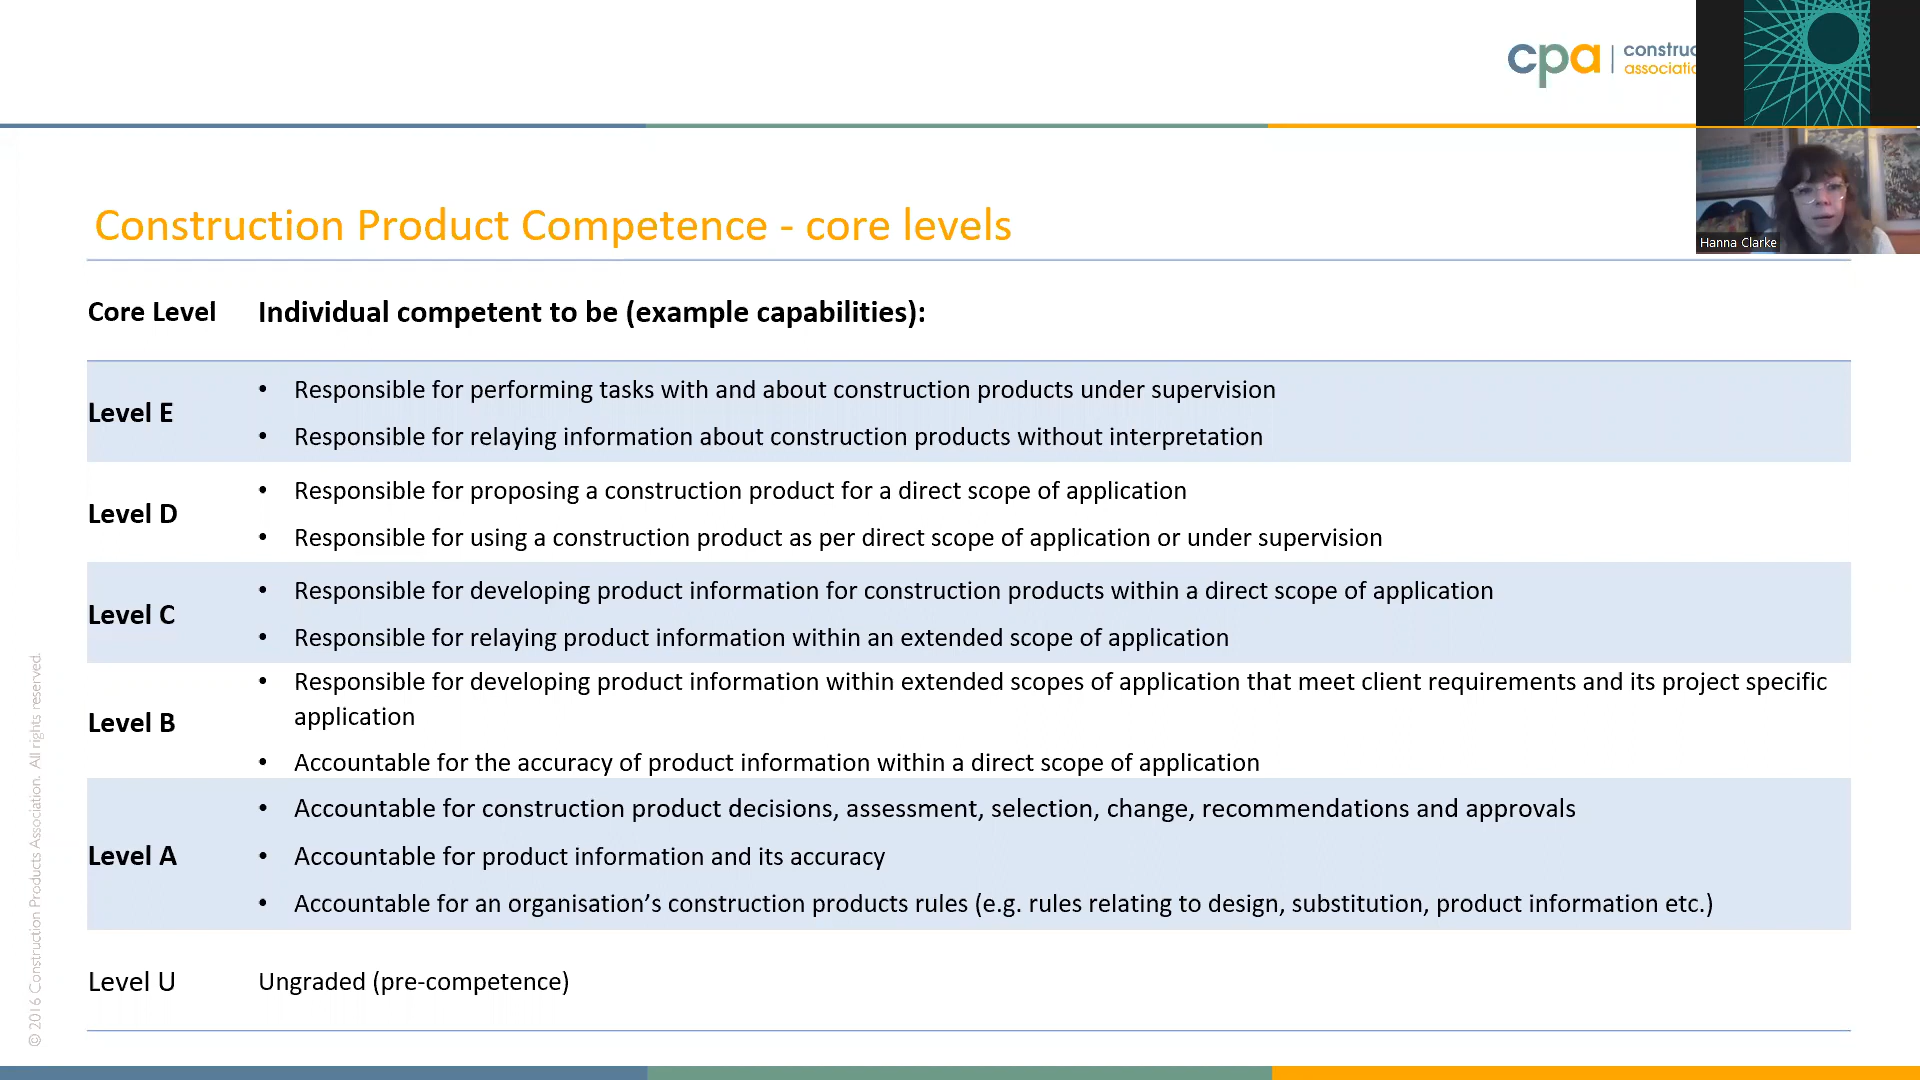 cpa
construc
associatio
Hanna Clarke
Construction Product Competence - core levels
Core Level Individual competent to be (example capabilities):
Level E
• Responsible for performing tasks with and about construction products under supervision
• Responsible for relaying information about construction products without interpretation
Level D
• Responsible for proposing a construction product for a direct scope of application
• Responsible for using a construction product as per direct scope of application or under supervision
Level C
• Responsible for developing product information for construction products within a direct scope of application
• Responsible for relaying product information within an extended scope of application
Level B
• Responsible for developing product information within extended scopes of application that meet client requirements and its project specific
application
• Accountable for the accuracy of product information within a direct scope of application
Level A
• Accountable for construction product decisions, assessment, selection, change, recommendations and approvals
• Accountable for product information and its accuracy
• Accountable for an organisation’s construction products rules (e.g. rules relating to design, substitution, product information etc.)
Level U Ungraded (pre-competence)
© 2016 Construction Products Association. All rights reserved.